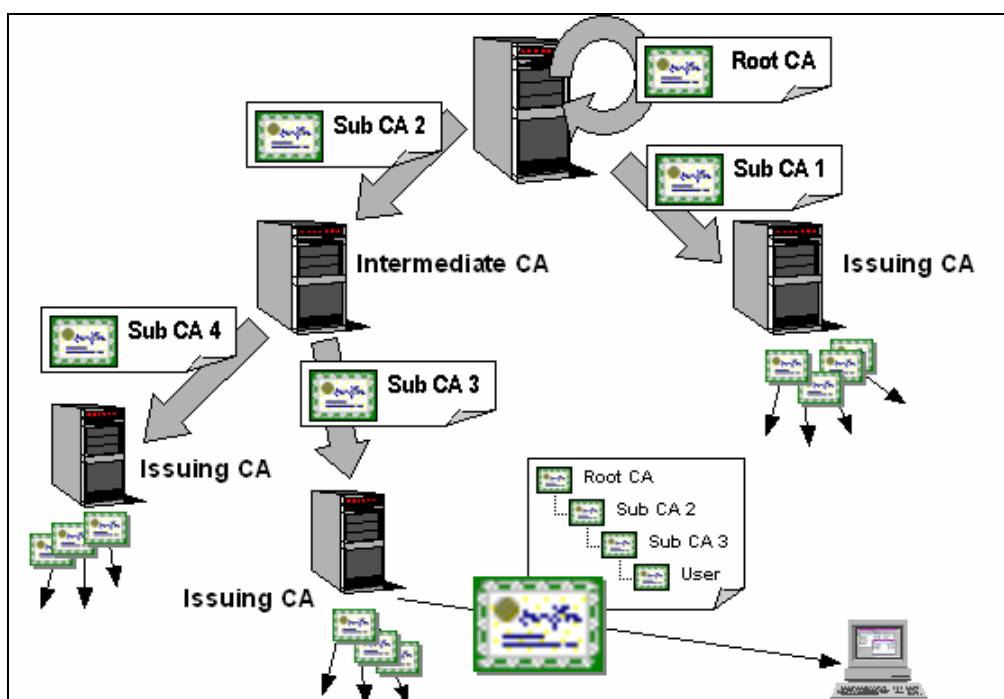 Root CA
Sub CA 2
Sub CA 1
Intermediate CA
Issuing CA
Sub CA 4
Sub CA 3
Issuing CA
Root CA
Sub CA 2
Sub CA 3
User
Issuing CA